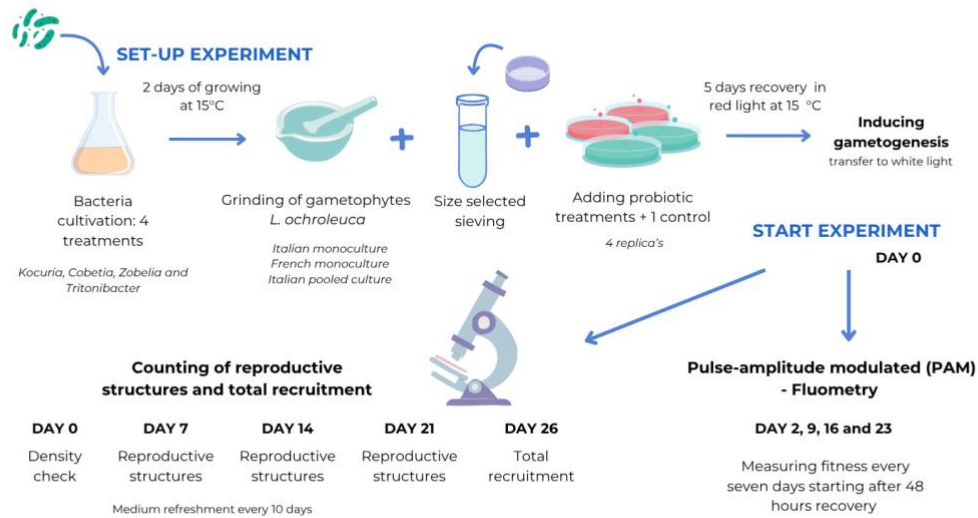 SET-UP EXPERIMENT
2 days of growing
at 15°C
5 days recovery in
red light at 15 °C
Inducing
gametogenesis
transfer to white light
Bacteria
cultivation: 4
treatments
Kocuria, Cobetia, Zobelia and
Tritonibacter
Grinding of gametophytes
L. ochroleuca
Italian monoculture
French monoculture
Italian pooled culture
Size selected
sieving
Adding probiotic
treatments + 1 control
4 replica's
START EXPERIMENT
DAY 0
Counting of reproductive
structures and total recruitment
DAY 0
Density
check
DAY 7
Reproductive
structures
DAY 14
Reproductive
structures
DAY 21
Reproductive
structures
DAY 26
Total
recruitment
Medium refreshment every 10 days
Pulse-amplitude modulated (PAM)
- Fluometry
DAY 2, 9, 16 and 23
Measuring fitness every
seven days starting after 48
hours recovery